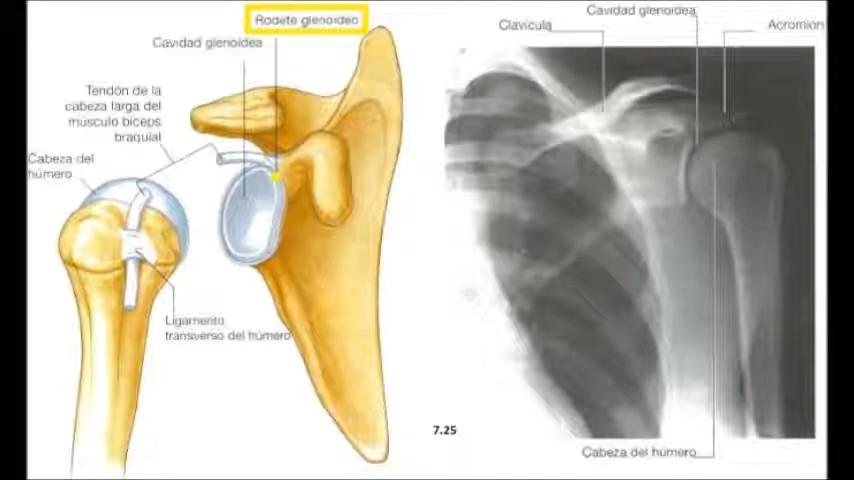 Rodete glenoideo
Cavidad glenoidea
Tendón de la
cabeza larga del
músculo bíceps
braquial
Cabeza del
húmero
Ligamento
transverso del húmero
7.25
Cavidad glenoidea
Clavícula
Acromion
Cabeza del húmero